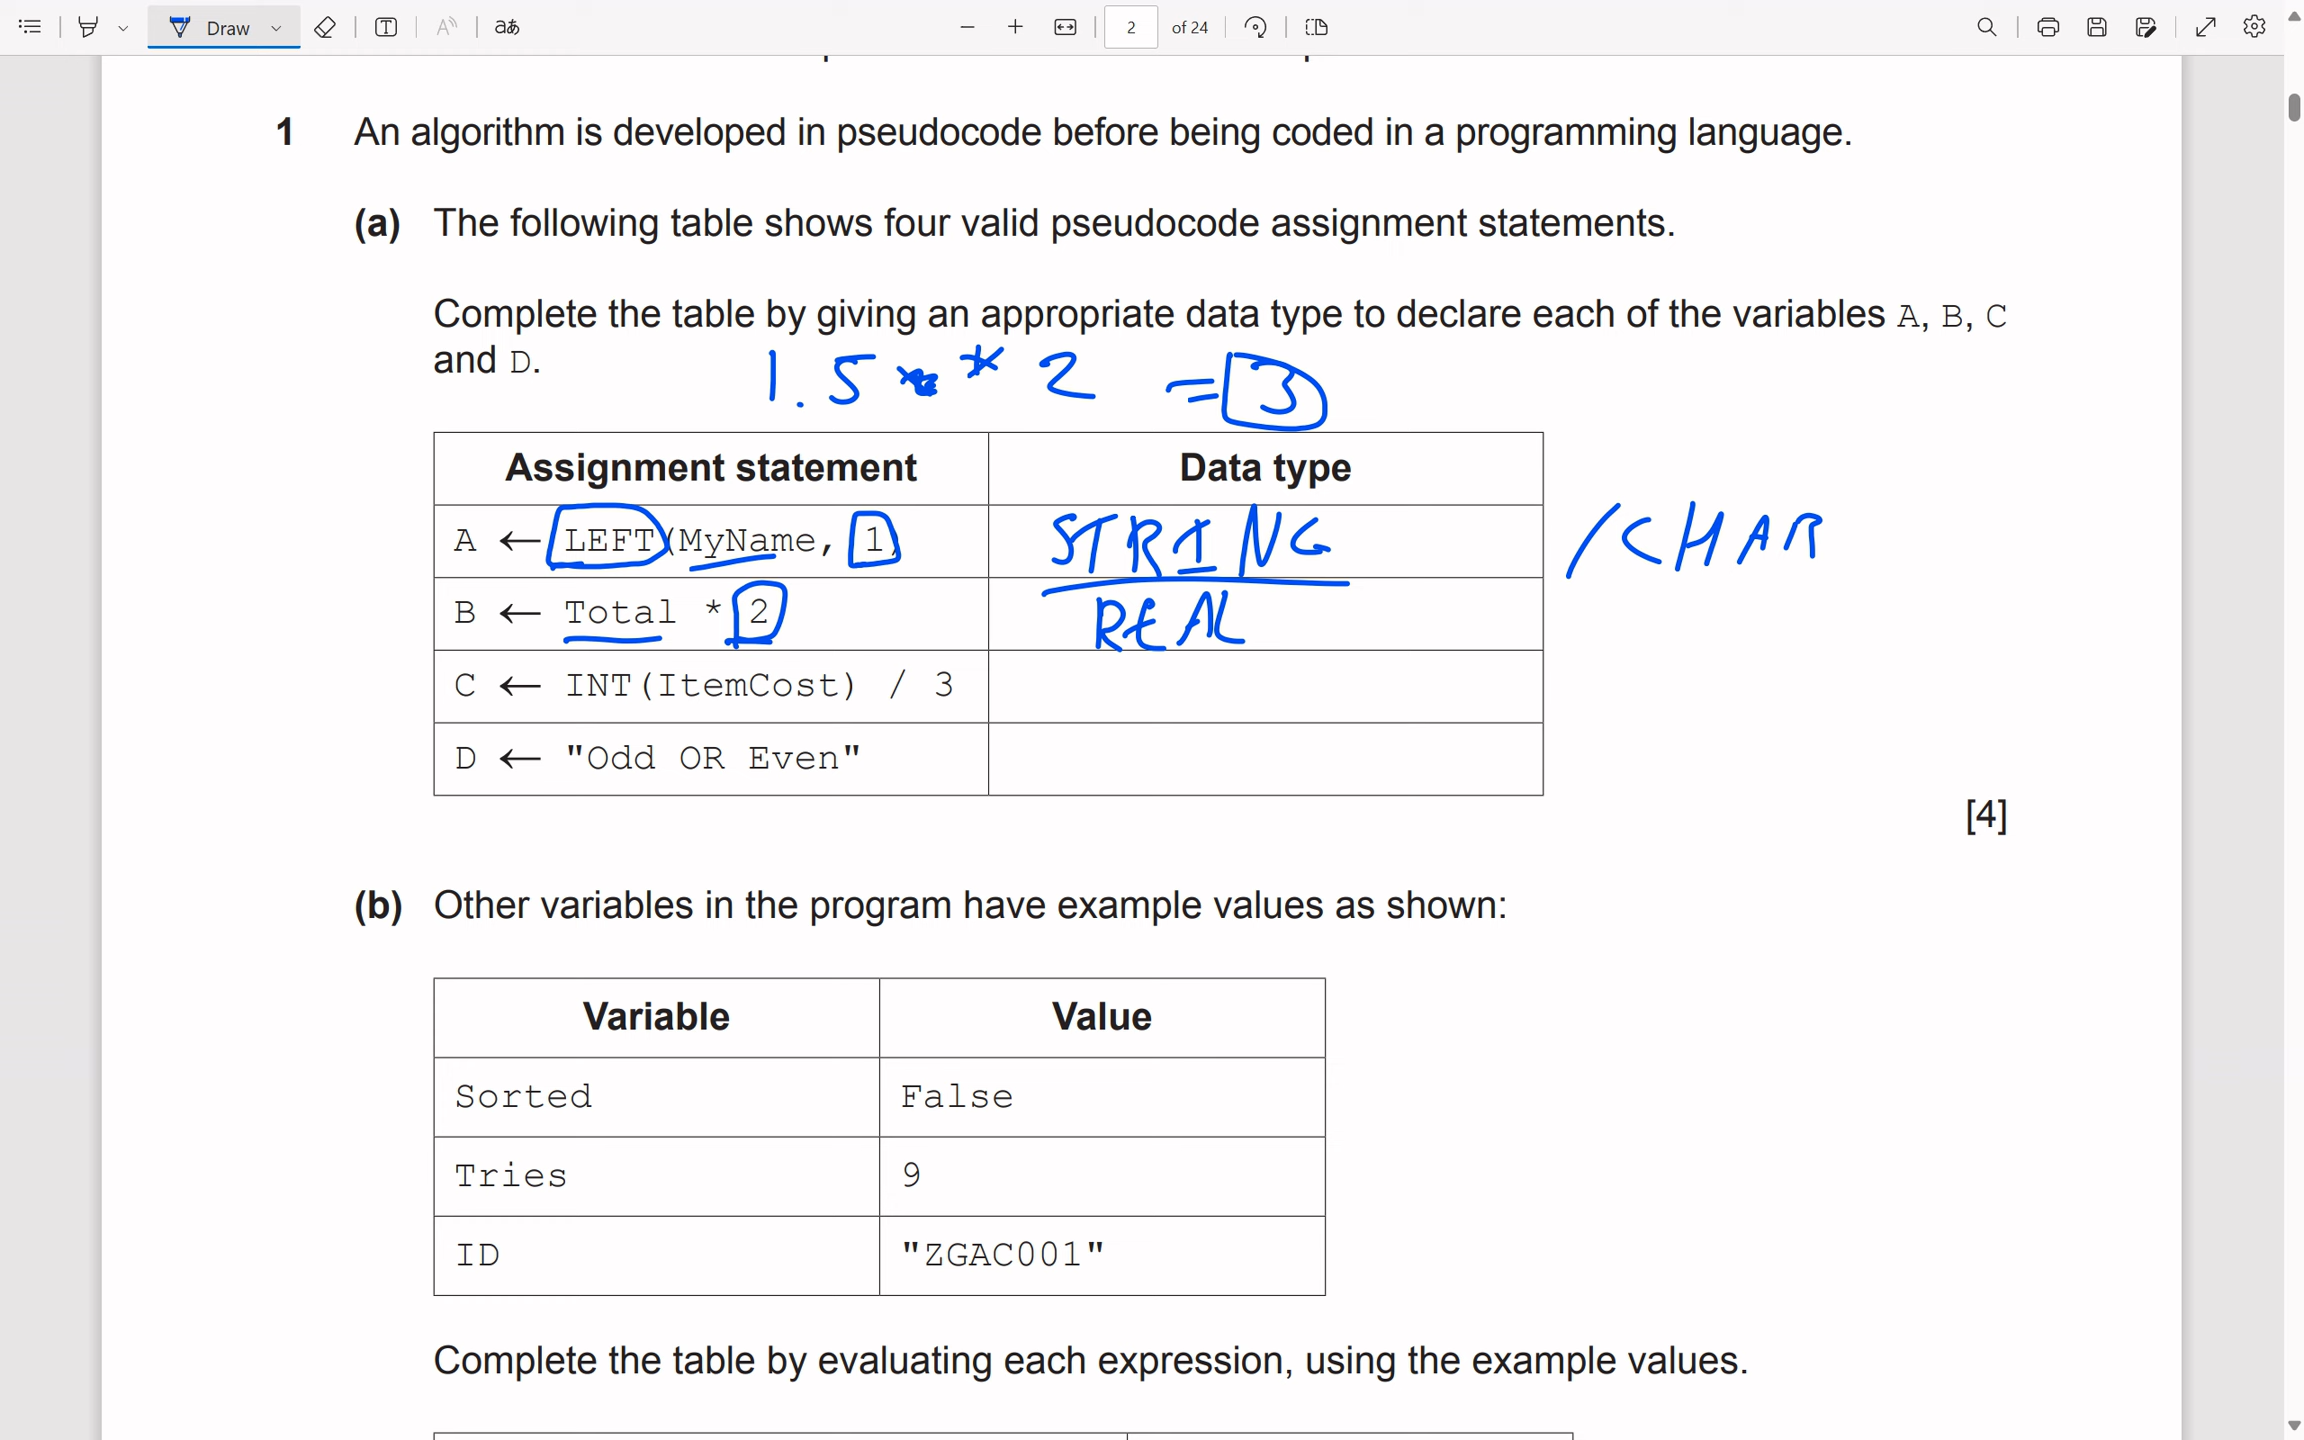 Draw
2 of 24
1 An algorithm is developed in pseudocode before being coded in a programming language.
(a) The following table shows four valid pseudocode assignment statements.
Complete the table by giving an appropriate data type to declare each of the variables A, B, C
and D.
1.5 * 2 = 3
Assignment statement Data type
A ← LEFT(MyName, 1) STRING /CHAR
B ← Total * 2 REAL
C ← INT(ItemCost) / 3
D ← "Odd OR Even"
[4]
(b) Other variables in the program have example values as shown:
Variable Value
Sorted False
Tries 9
ID "ZGAC001"
Complete the table by evaluating each expression, using the example values.